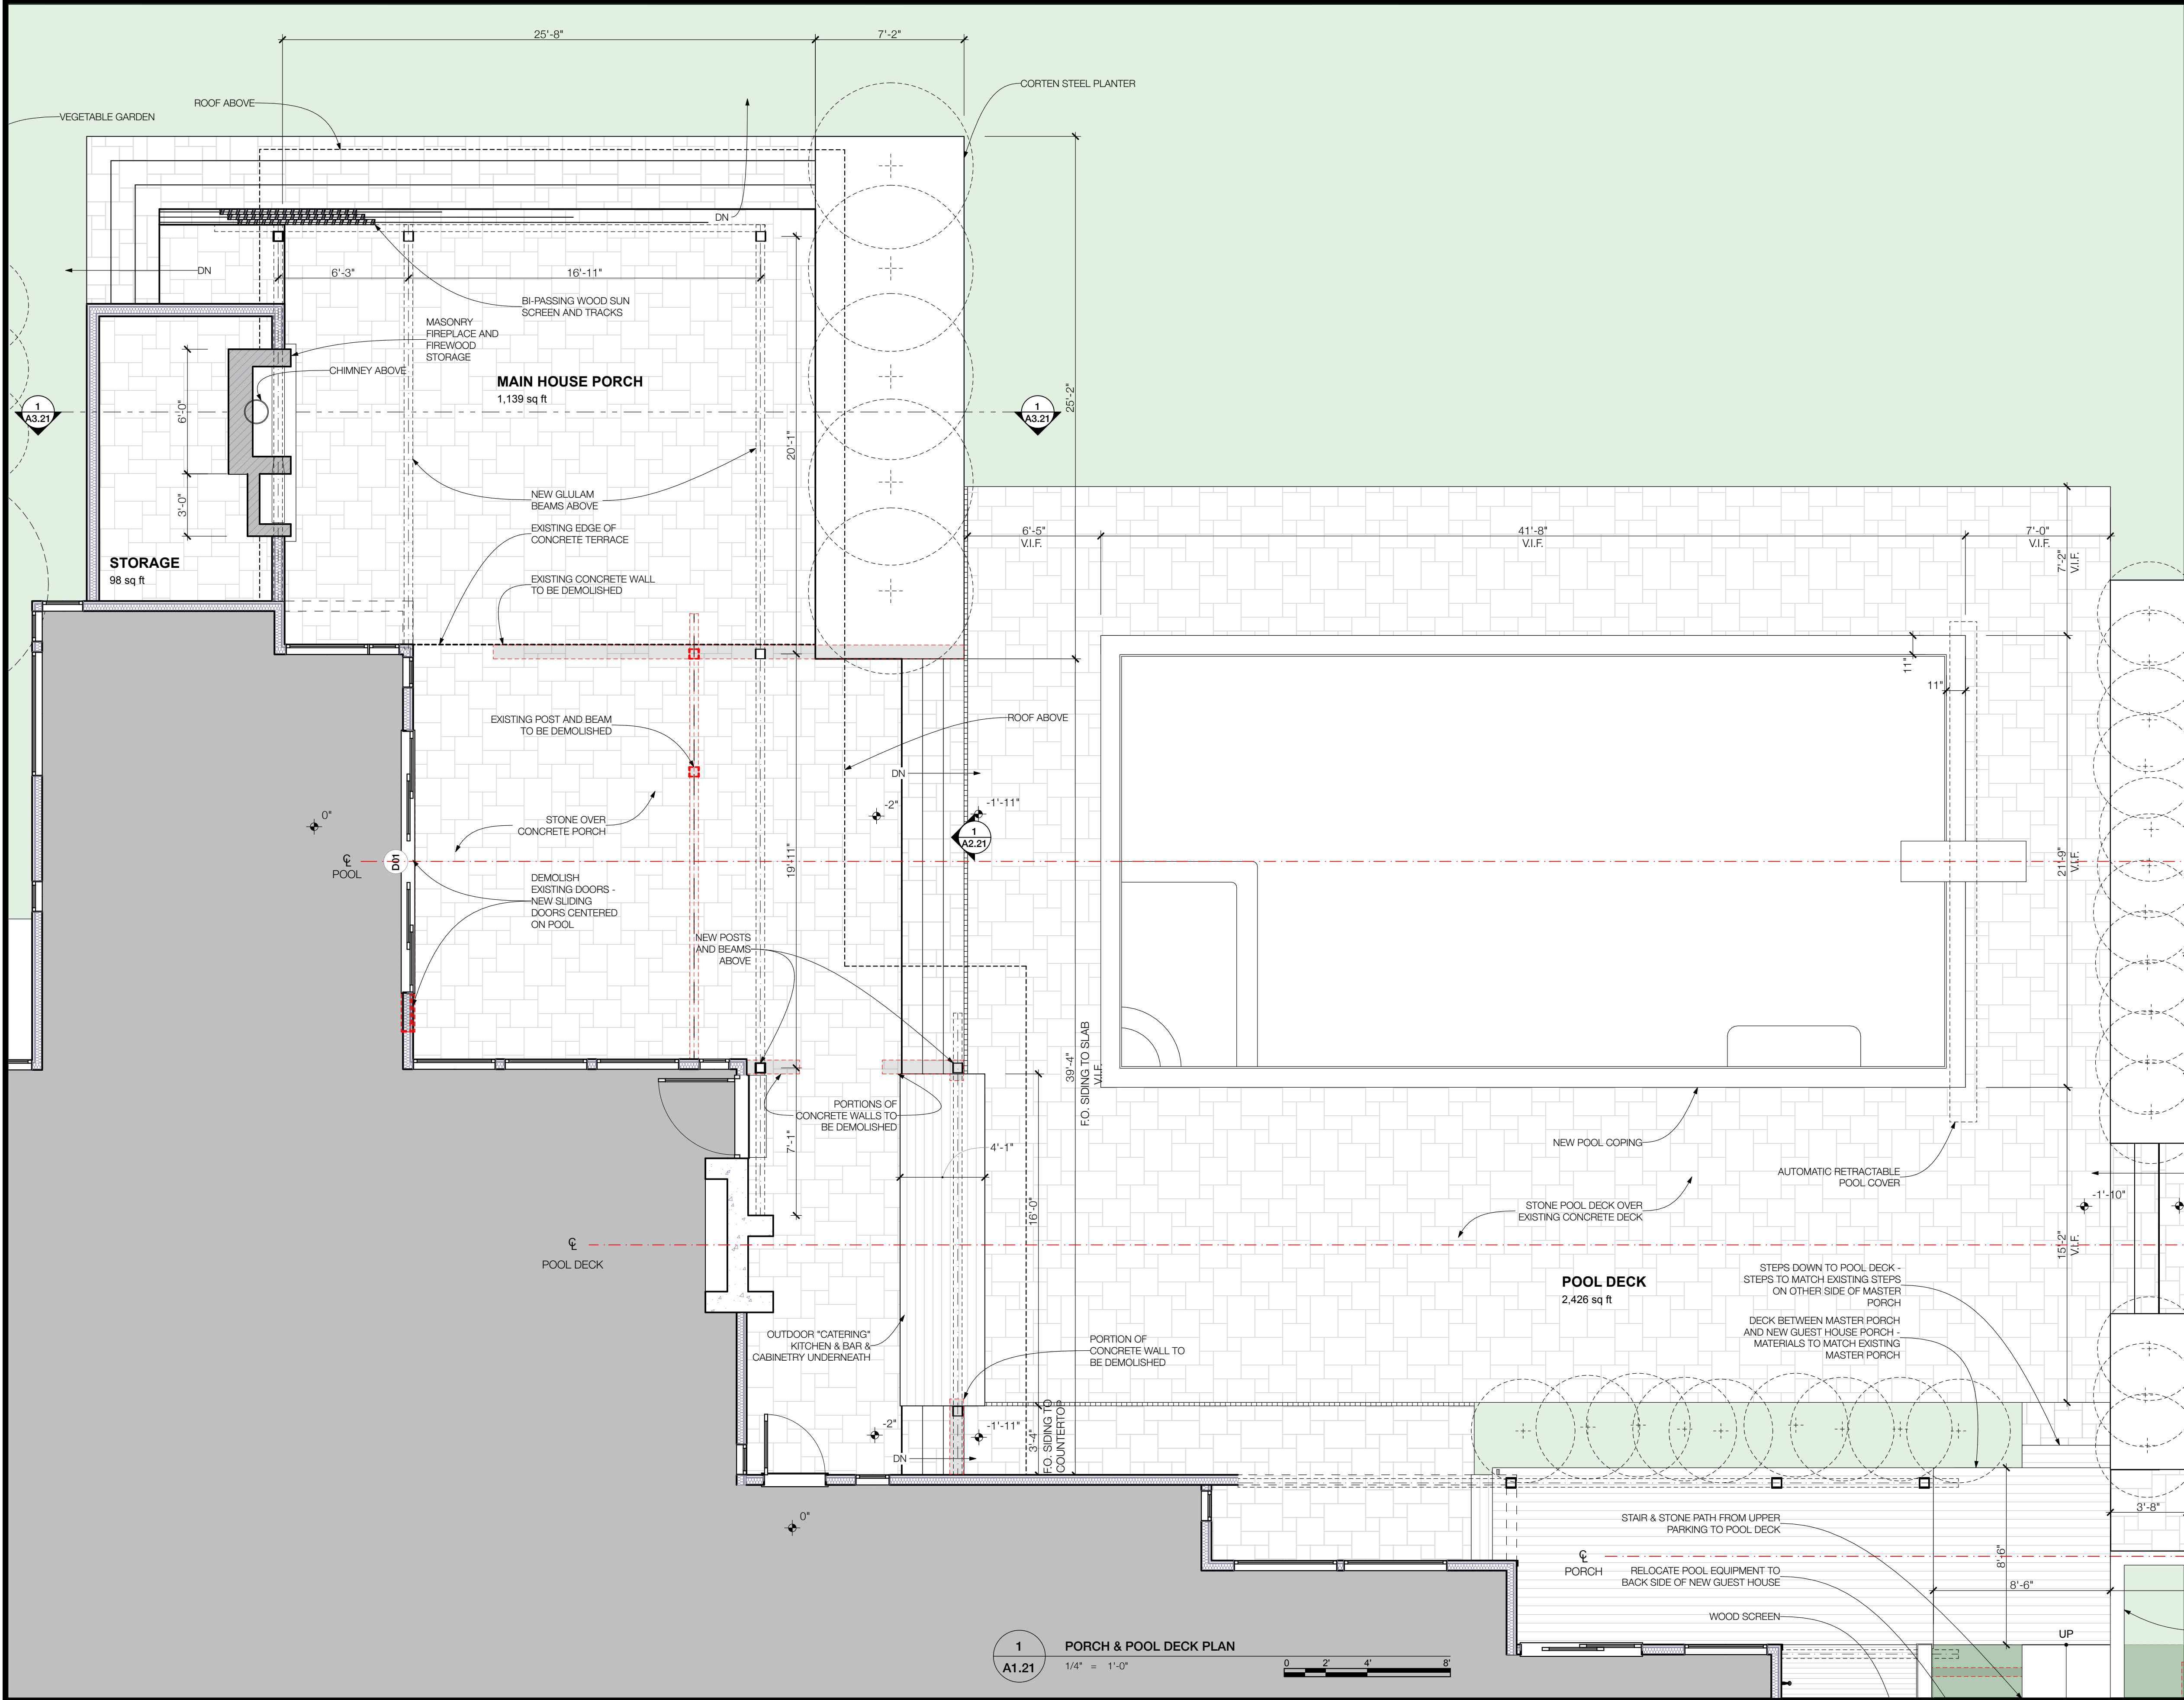 25'-8"
7'-2"
CORTEN STEEL PLANTER
ROOF ABOVE
VEGETABLE GARDEN
DN
DN
6'-3"
16'-11"
BI-PASSING WOOD SUN
SCREEN AND TRACKS
MASONRY
FIREPLACE AND
FIREWOOD
STORAGE
CHIMNEY ABOVE
MAIN HOUSE PORCH
1,139 sq ft
1
A3.21
1
A3.21
6'-0"
3'-0"
20'-1"
25'-2"
NEW GLULAM
BEAMS ABOVE
EXISTING EDGE OF
CONCRETE TERRACE
EXISTING CONCRETE WALL
TO BE DEMOLISHED
STORAGE
98 sq ft
6'-5"
V.I.F.
41'-8"
V.I.F.
7'-0"
V.I.F.
7'-2"
V.I.F.
11"
11"
EXISTING POST AND BEAM
TO BE DEMOLISHED
ROOF ABOVE
DN
-2"
-1'-11"
1
A2.21
0"
STONE OVER
CONCRETE PORCH
POOL
D01
19'-11"
21'-9"
V.I.F.
DEMOLISH
EXISTING DOORS -
NEW SLIDING
DOORS CENTERED
ON POOL
NEW POSTS
AND BEAMS
ABOVE
39'-4"
F.O. SIDING TO SLAB
V.I.F.
PORTIONS OF
CONCRETE WALLS TO
BE DEMOLISHED
7'-1"
4'-1"
16'-0"
NEW POOL COPING
AUTOMATIC RETRACTABLE
POOL COVER
-1'-10"
STONE POOL DECK OVER
EXISTING CONCRETE DECK
POOL DECK
15'-2"
V.I.F.
POOL DECK
2,426 sq ft
STEPS DOWN TO POOL DECK -
STEPS TO MATCH EXISTING STEPS
ON OTHER SIDE OF MASTER
PORCH
DECK BETWEEN MASTER PORCH
AND NEW GUEST HOUSE PORCH -
MATERIALS TO MATCH EXISTING
MASTER PORCH
OUTDOOR "CATERING"
KITCHEN & BAR &
CABINETRY UNDERNEATH
PORTION OF
CONCRETE WALL TO
BE DEMOLISHED
-2"
-1'-11"
DN
3'-4"
F.O. SIDING TO
COUNTERTOP
0"
STAIR & STONE PATH FROM UPPER
PARKING TO POOL DECK
3'-8"
PORCH
8'-6"
RELOCATE POOL EQUIPMENT TO
BACK SIDE OF NEW GUEST HOUSE
8'-6"
WOOD SCREEN
UP
1
A1.21
PORCH & POOL DECK PLAN
1/4" = 1'-0"
0 2' 4' 8'